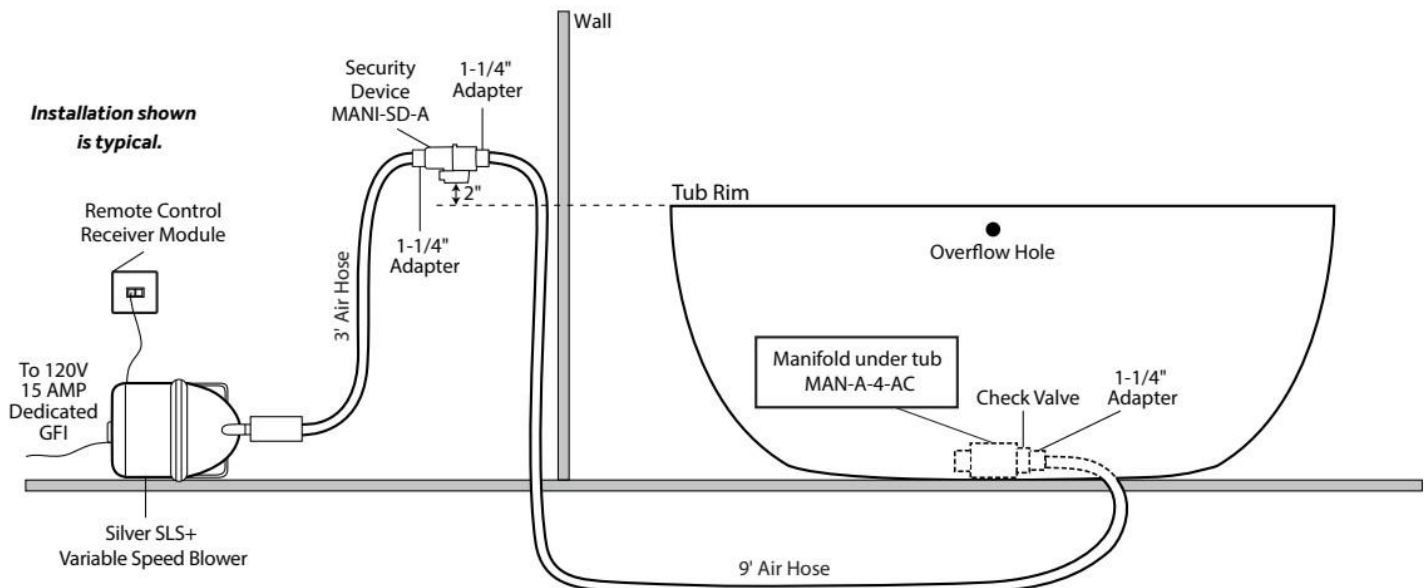 Wall
Security
Device
MANI-SD-A
1-1/4"
Adapter
Installation shown
is typical.
2"
Tub Rim
Remote Control
Receiver Module
1-1/4"
Adapter
Overflow Hole
3' Air Hose
To 120V
15 AMP
Dedicated
GFI
Manifold under tub
MAN-A-4-AC
Check Valve
1-1/4"
Adapter
Silver SLS+
Variable Speed Blower
9' Air Hose